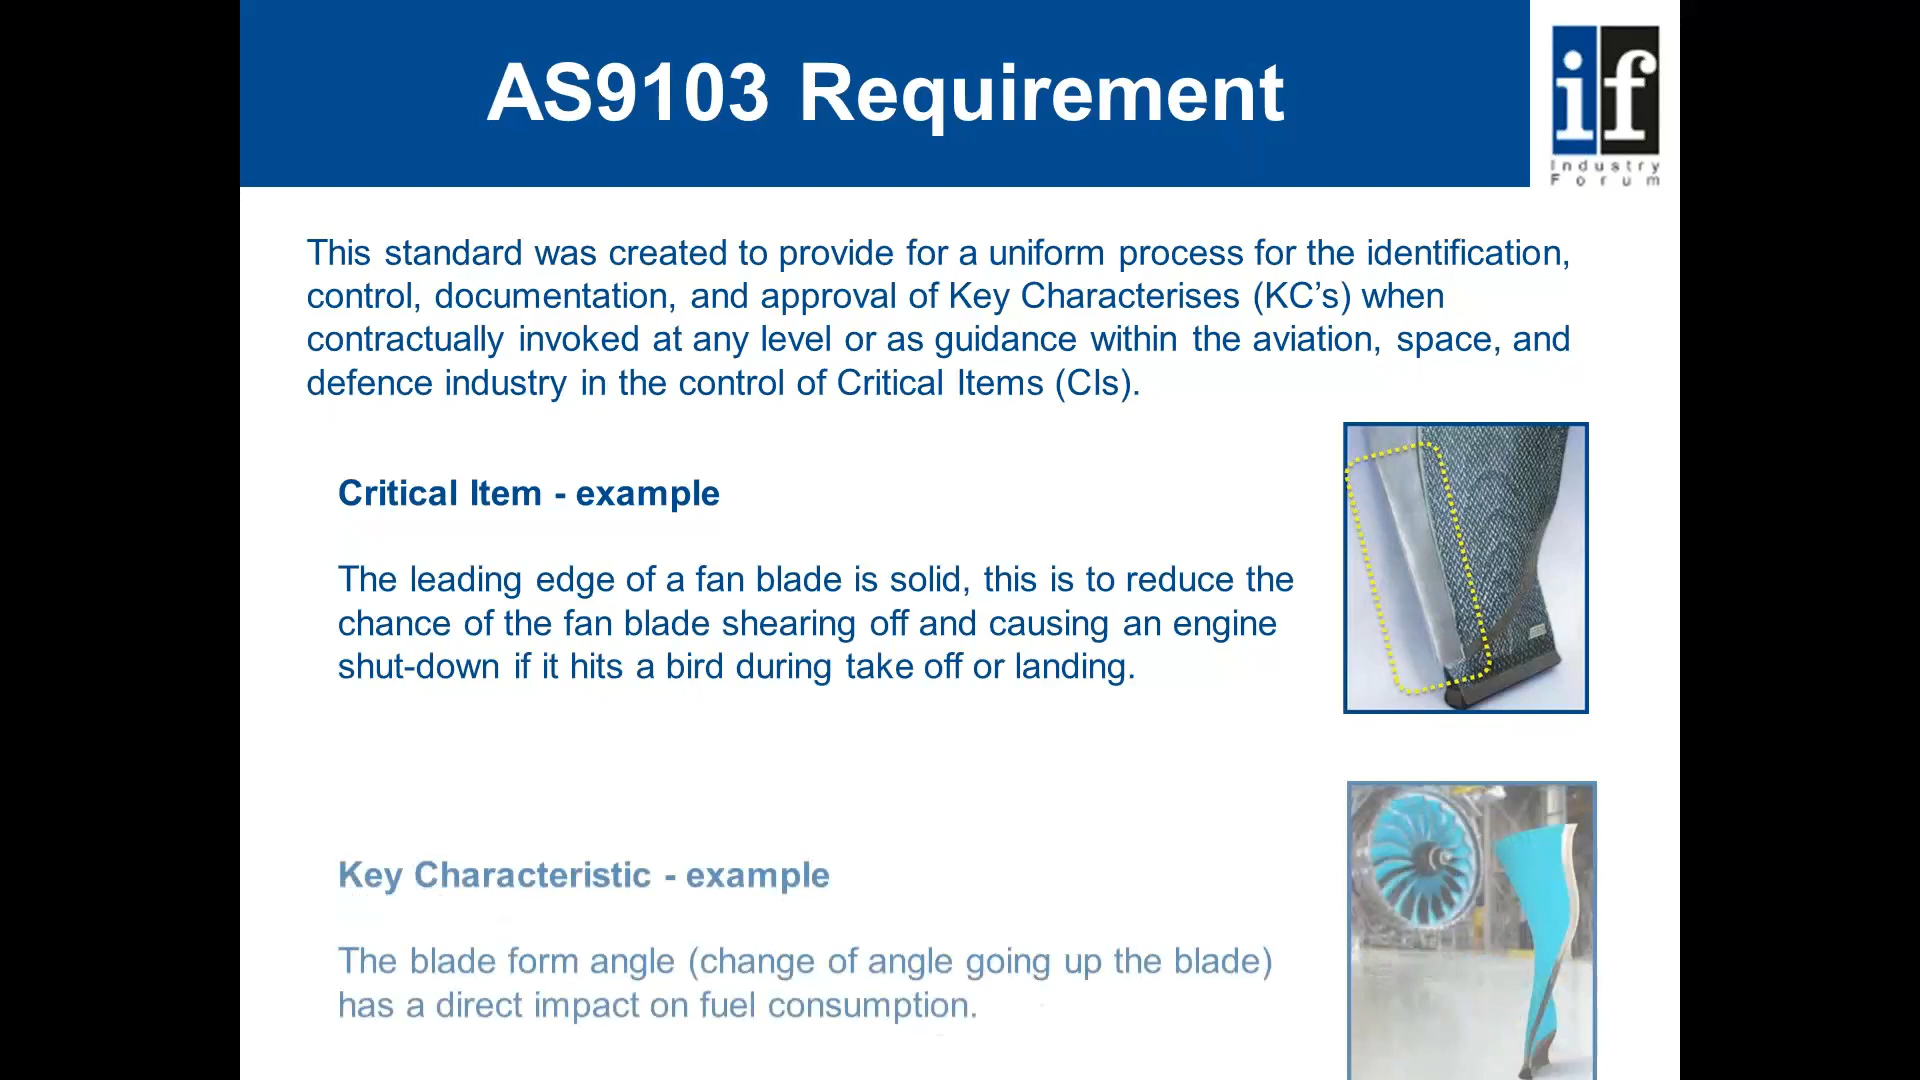 AS9103 Requirement
if
Industry
Forum
This standard was created to provide for a uniform process for the identification,
control, documentation, and approval of Key Characterises (KC’s) when
contractually invoked at any level or as guidance within the aviation, space, and
defence industry in the control of Critical Items (CIs).
Critical Item - example
The leading edge of a fan blade is solid, this is to reduce the
chance of the fan blade shearing off and causing an engine
shut-down if it hits a bird during take off or landing.
Key Characteristic - example
The blade form angle (change of angle going up the blade)
has a direct impact on fuel consumption.